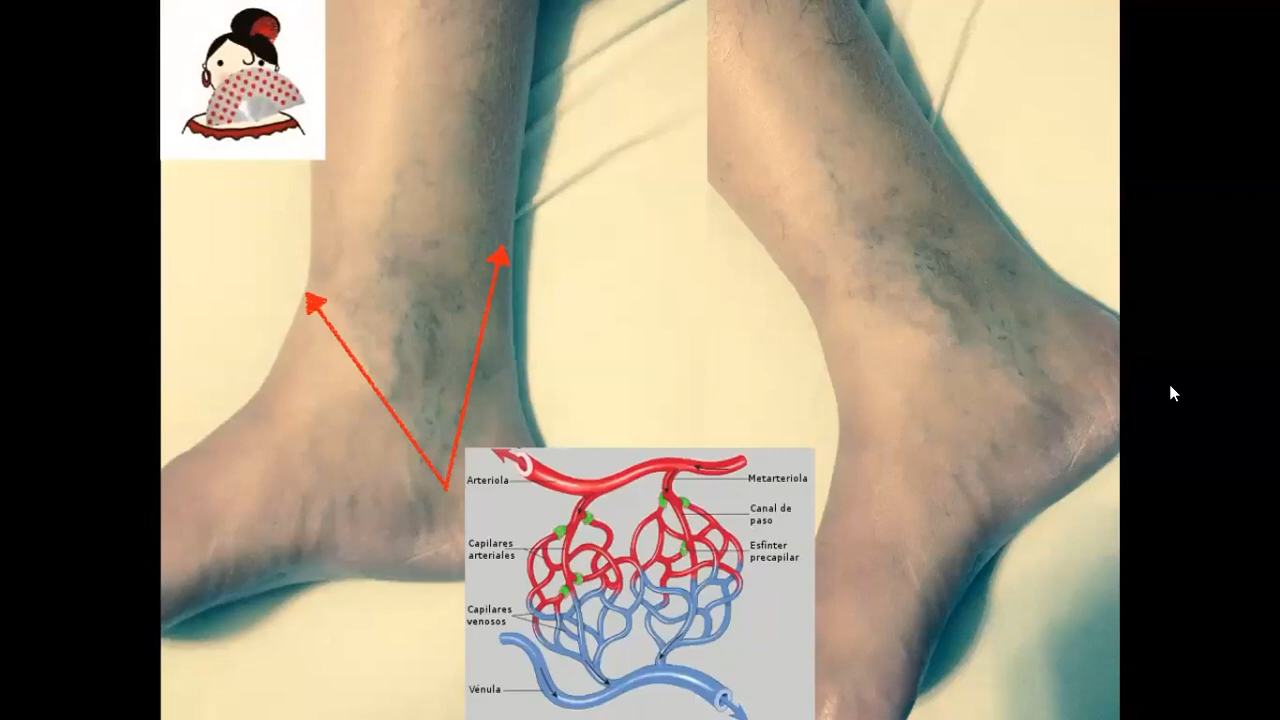 Arteriola
Metarteriola
Canal de
paso
Capilares
arteriales
Esfínter
precapilar
Capilares
venosos
Vénula